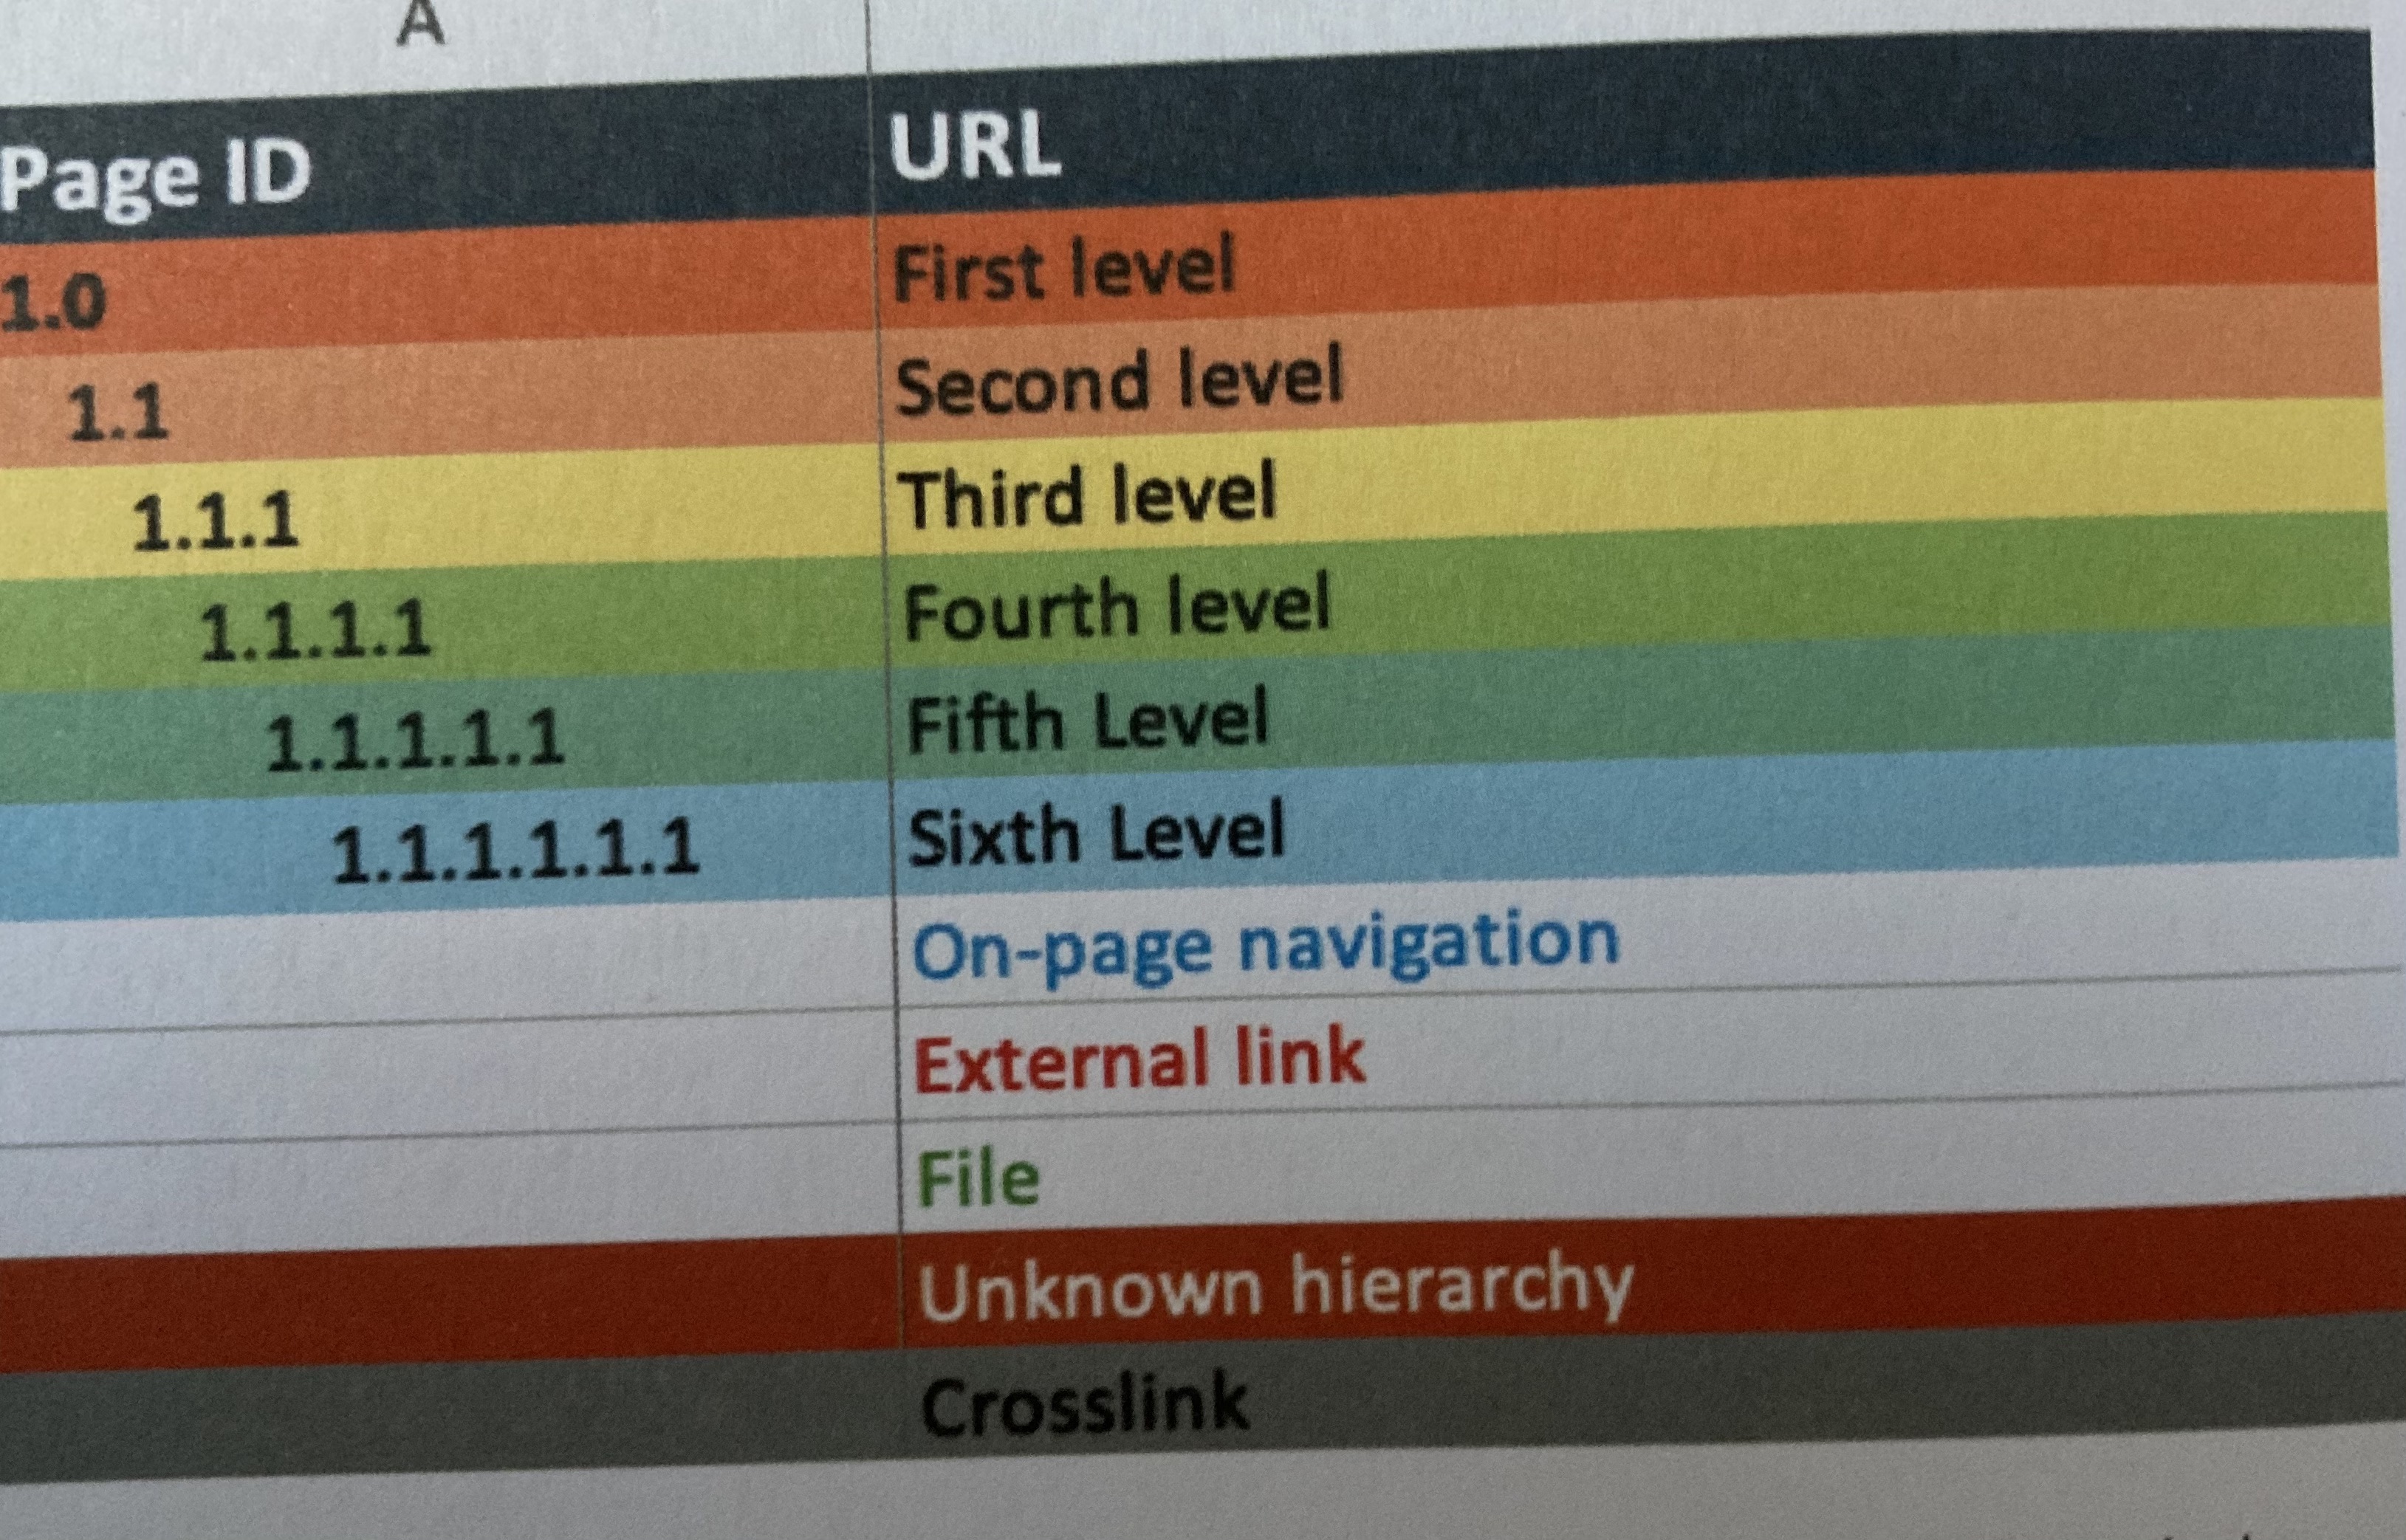 A
Page ID URL
1.0 First level
1.1 Second level
1.1.1 Third level
1.1.1.1 Fourth level
1.1.1.1.1 Fifth Level
1.1.1.1.1.1 Sixth Level
On-page navigation
External link
File
Unknown hierarchy
Crosslink